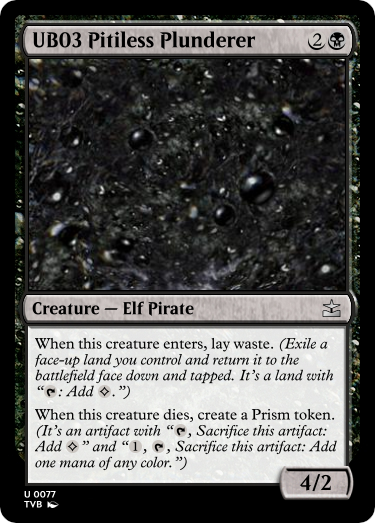 UB03 Pitiless Plunderer 2
Creature — Elf Pirate
When this creature enters, lay waste. (Exile a
face-up land you control and return it to the
battlefield face down and tapped. It's a land with
": Add .")
When this creature dies, create a Prism token.
(It's an artifact with ", Sacrifice this artifact:
Add " and "1, , Sacrifice this artifact: Add
one mana of any color.")
4/2
U 0077
TVB